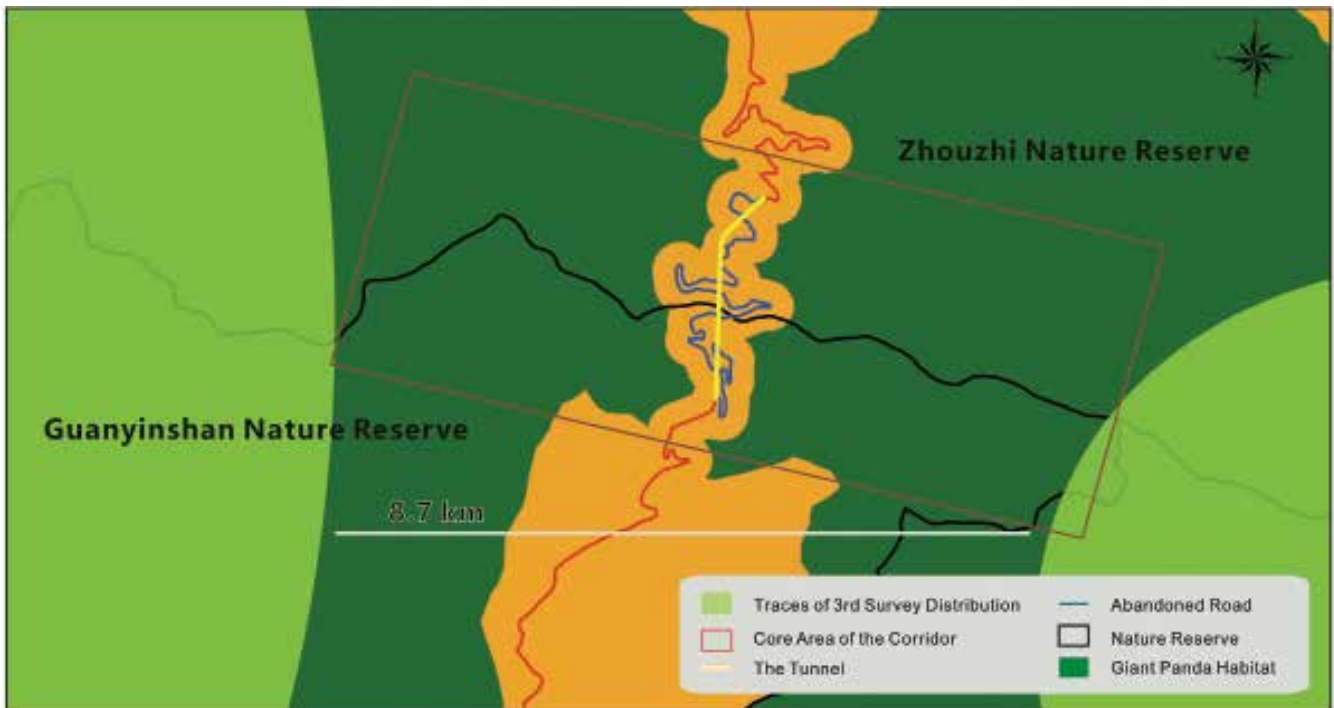 Zhouzhi Nature Reserve
Guanyinshan Nature Reserve
8.7 km
Traces of 3rd Survey Distribution
Core Area of the Corridor
The Tunnel
Abandoned Road
Nature Reserve
Giant Panda Habitat